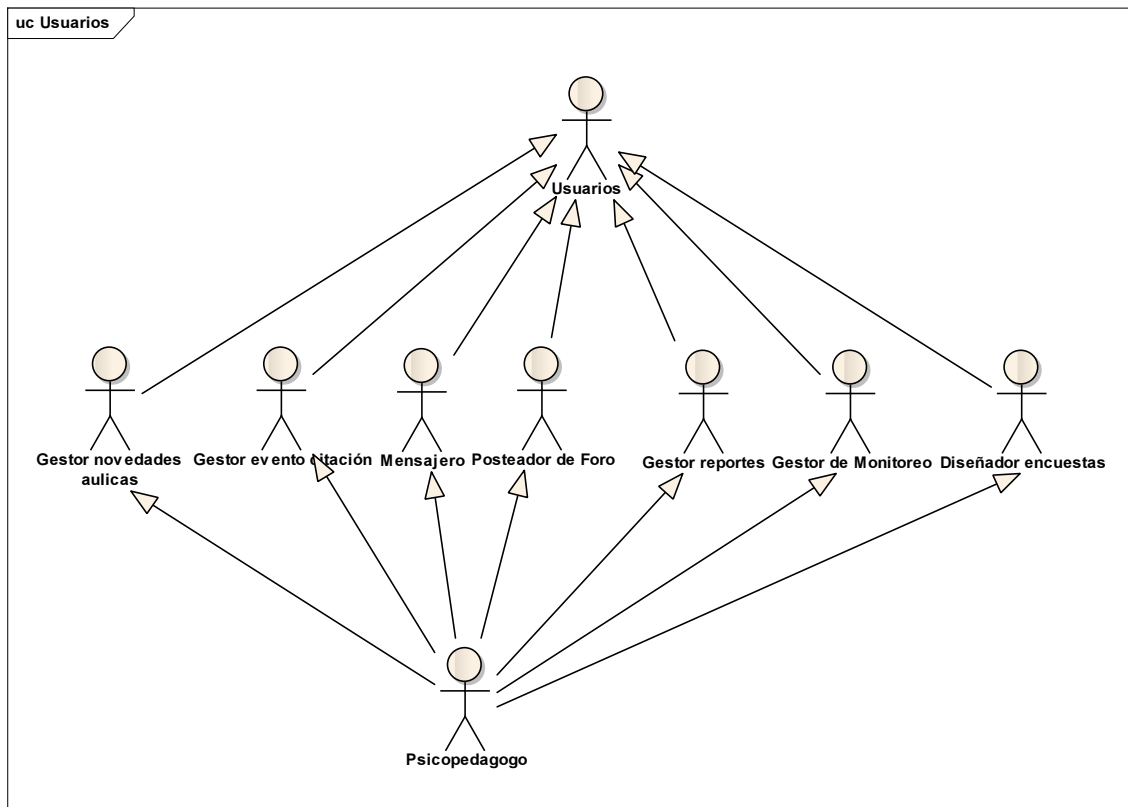 uc Usuarios
Usuarios
Gestor novedades
aulicas
Gestor evento citación
Mensajero
Posteador de Foro
Gestor reportes
Gestor de Monitoreo
Diseñador encuestas
Psicopedagogo